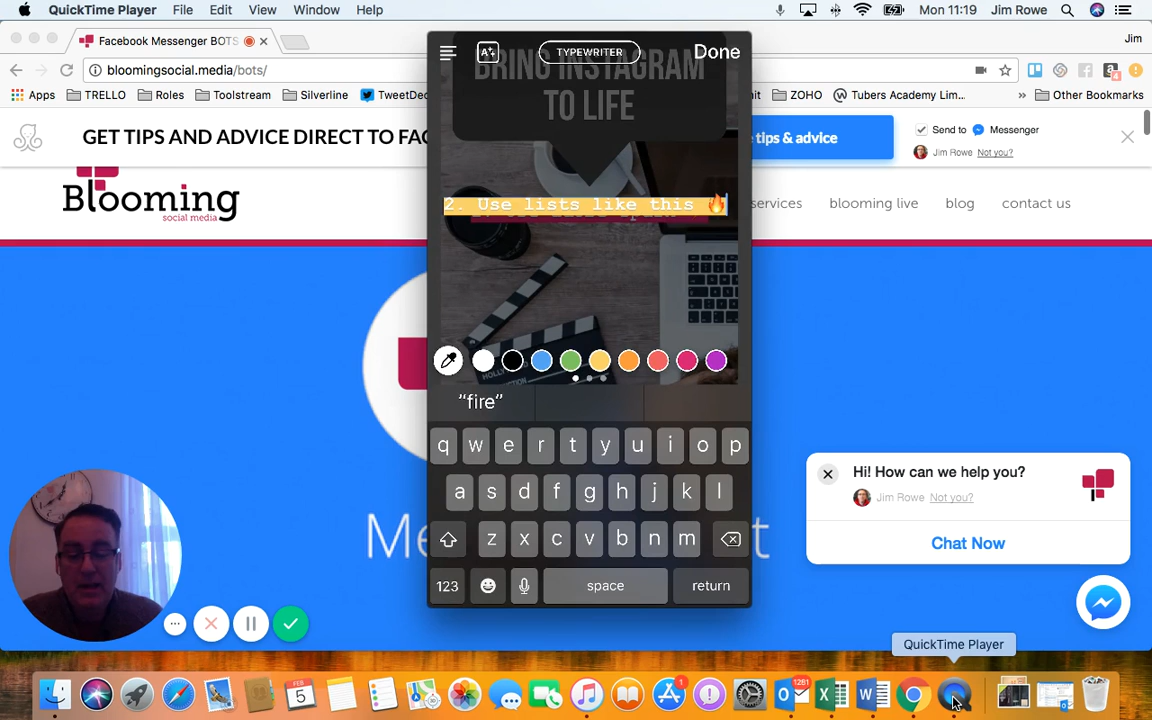 QuickTime Player File Edit View Window Help Mon 11:19 Jim Rowe
Facebook Messenger BOTS Jim
bloomingsocial.media/bots/
Apps TRELLO Roles Toolstream Silverline TweetDe ZOHO Tubers Academy Lim... » Other Bookmarks
GET TIPS AND ADVICE DIRECT TO FAC tips & advice
Send to Messenger
Jim Rowe Not you?
Blooming
social media
services blooming live blog contact us
A+ TYPEWRITER Done
BRING INSTAGRAM
TO LIFE
2. Use lists like this 🔥
"fire"
q w e r t y u i o p
a s d f g h j k l
z x c v b n m
123 space return
Me t
Hi! How can we help you?
Jim Rowe Not you?
Chat Now
QuickTime Player
5
1
1281